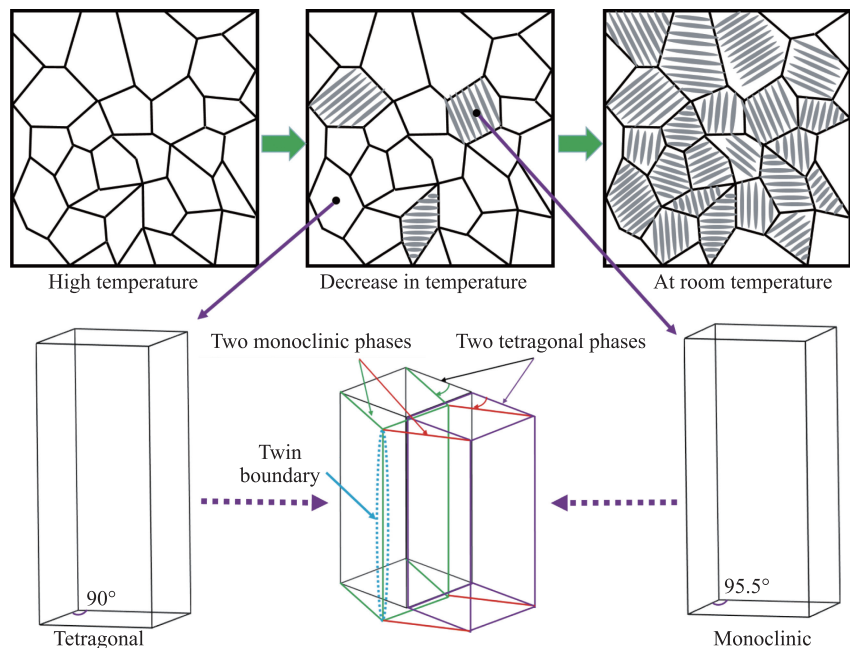 High temperature
Decrease in temperature
At room temperature
Two monoclinic phases
Two tetragonal phases
Twin
boundary
90°
95.5°
Tetragonal
Monoclinic